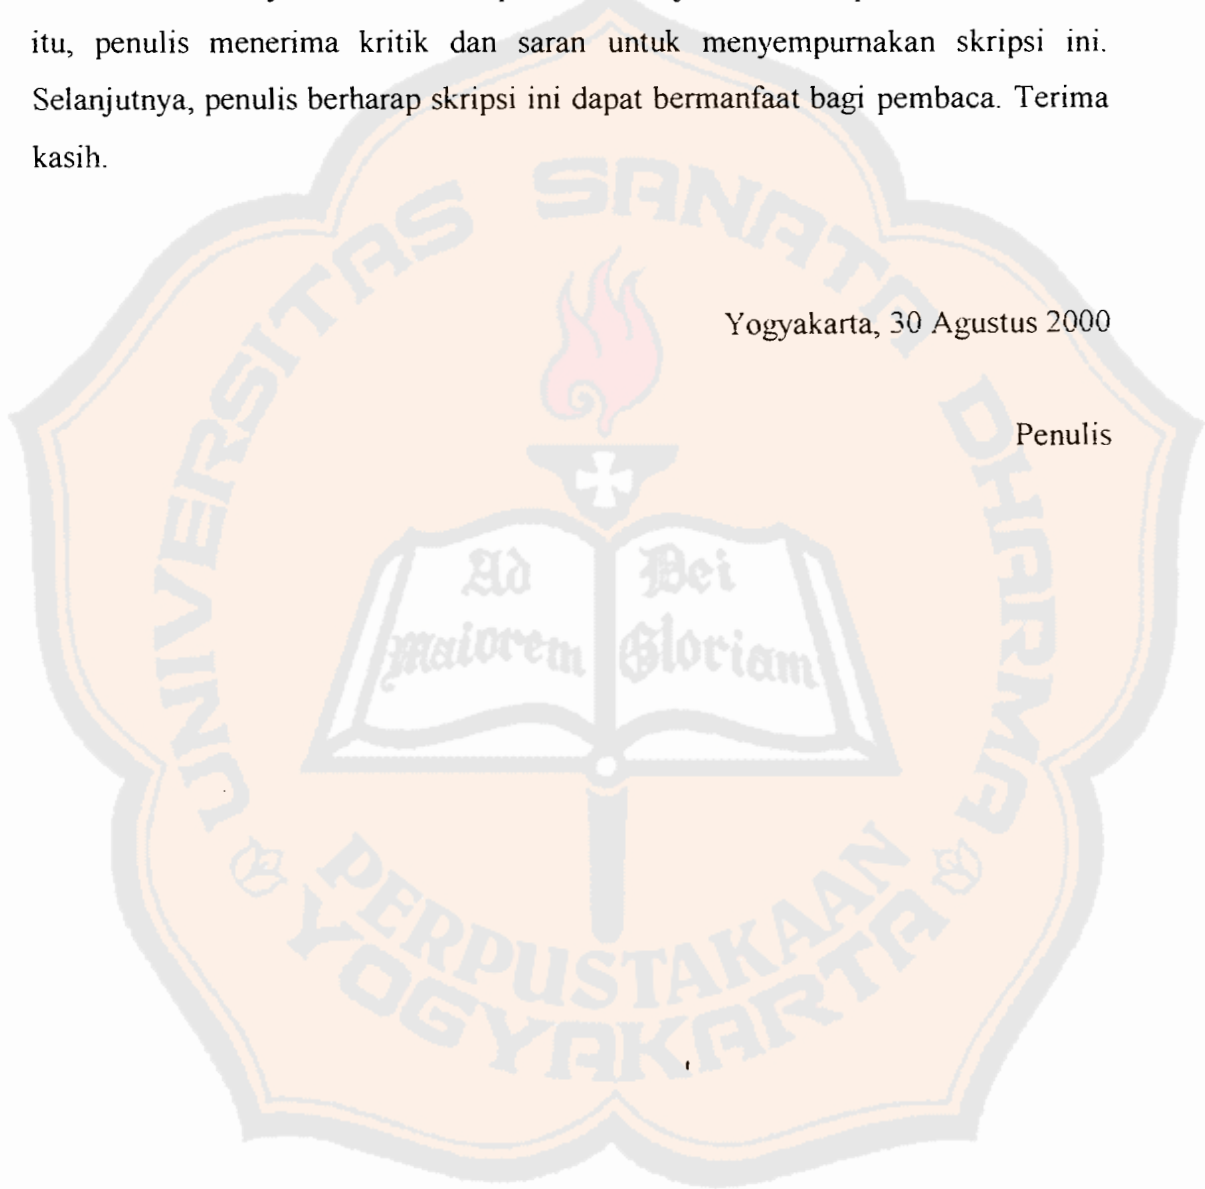 itu, penulis menerima kritik dan saran untuk menyempurnakan skripsi ini.
Selanjutnya, penulis berharap skripsi ini dapat bermanfaat bagi pembaca. Terima
kasih.
Yogyakarta, 30 Agustus 2000
Penulis
UNIVERSITAS SANATA DHARMA
Ad
maiorem
Dei
Gloriam
PERPUSTAKAAN
YOGYAKARTA